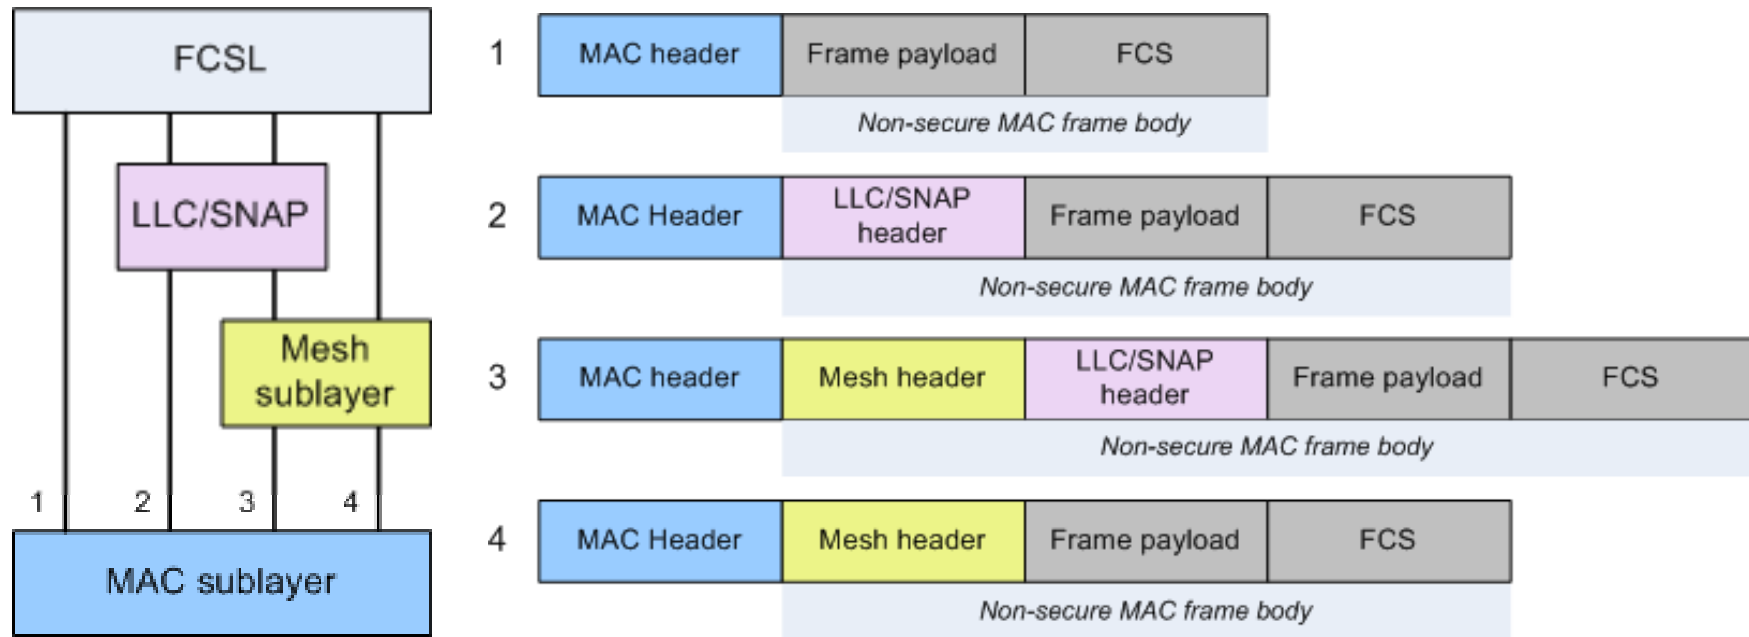 FCSL
LLC/SNAP
Mesh
sublayer
1
2
3
4
MAC sublayer
1
MAC header
Frame payload
FCS
Non-secure MAC frame body
2
MAC Header
LLC/SNAP
header
Frame payload
FCS
Non-secure MAC frame body
3
MAC header
Mesh header
LLC/SNAP
header
Frame payload
FCS
Non-secure MAC frame body
4
MAC Header
Mesh header
Frame payload
FCS
Non-secure MAC frame body